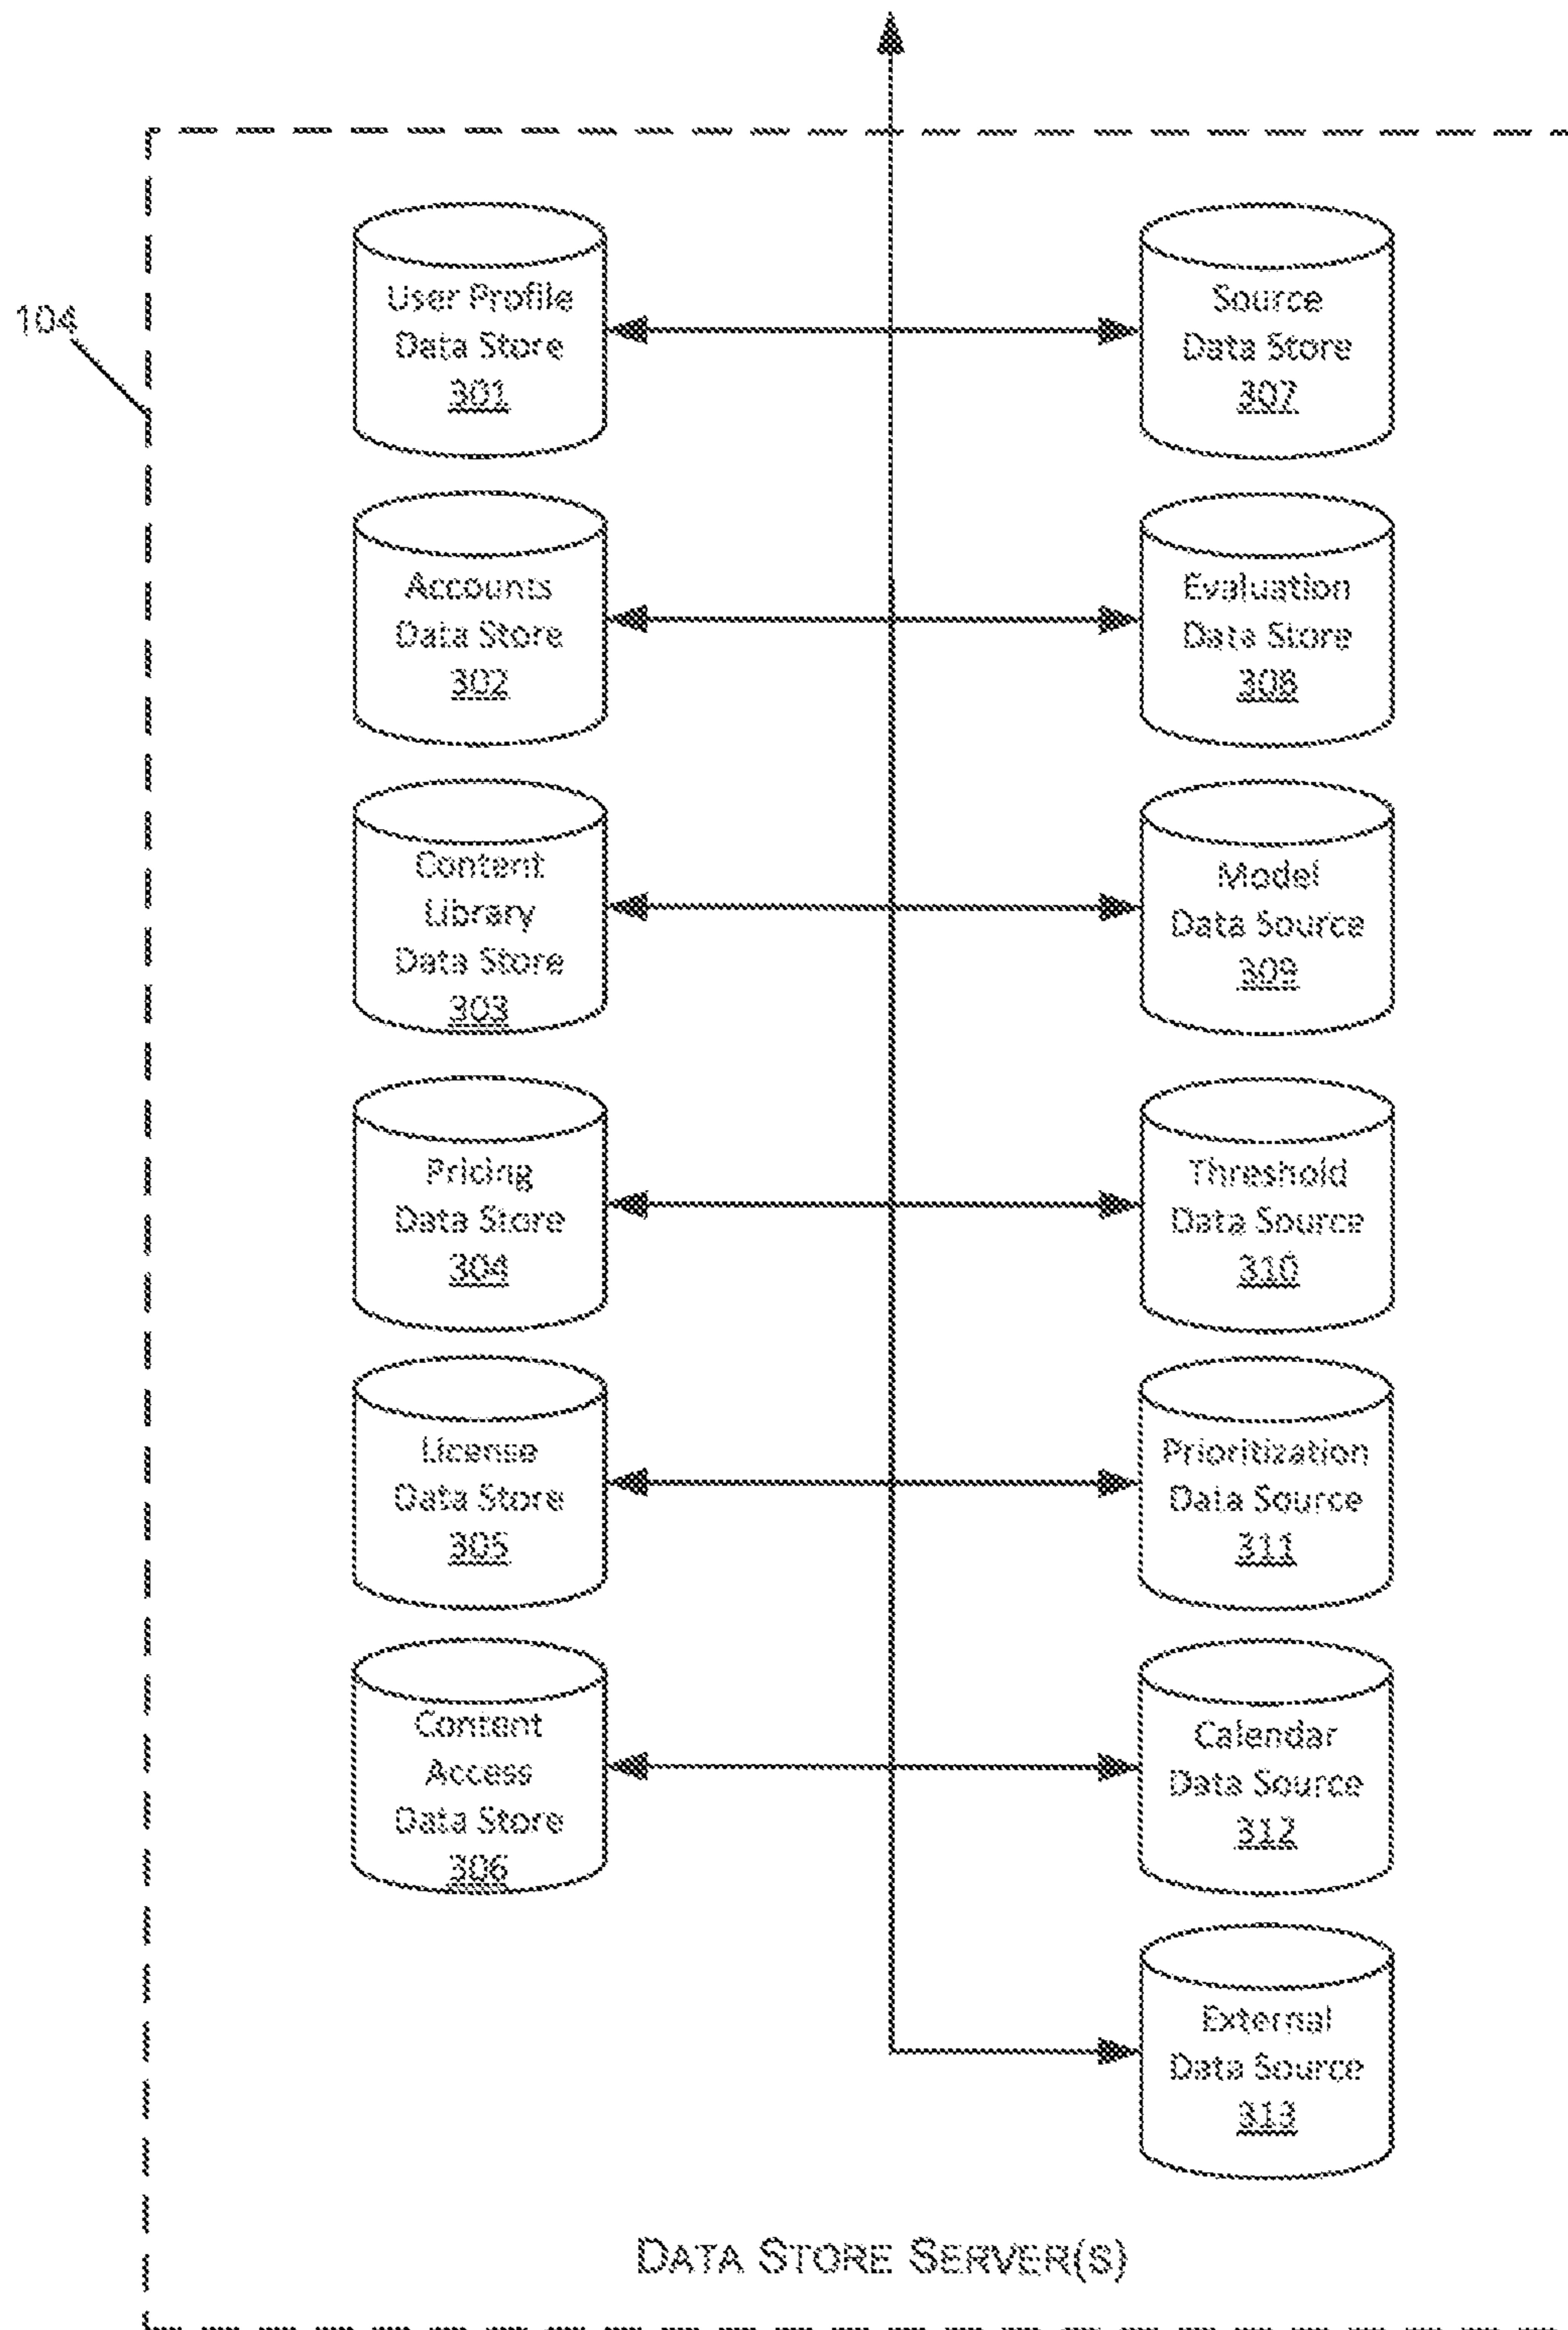 104
User Profile
Data Store
301
Source
Data Store
307
Accounts
Data Store
302
Evaluation
Data Store
308
Content
Library
Data Store
303
Model
Data Source
309
Pricing
Data Store
304
Threshold
Data Source
310
License
Data Store
305
Prioritization
Data Source
311
Content
Access
Data Store
306
Calendar
Data Source
312
External
Data Source
313
DATA STORE SERVER(S)